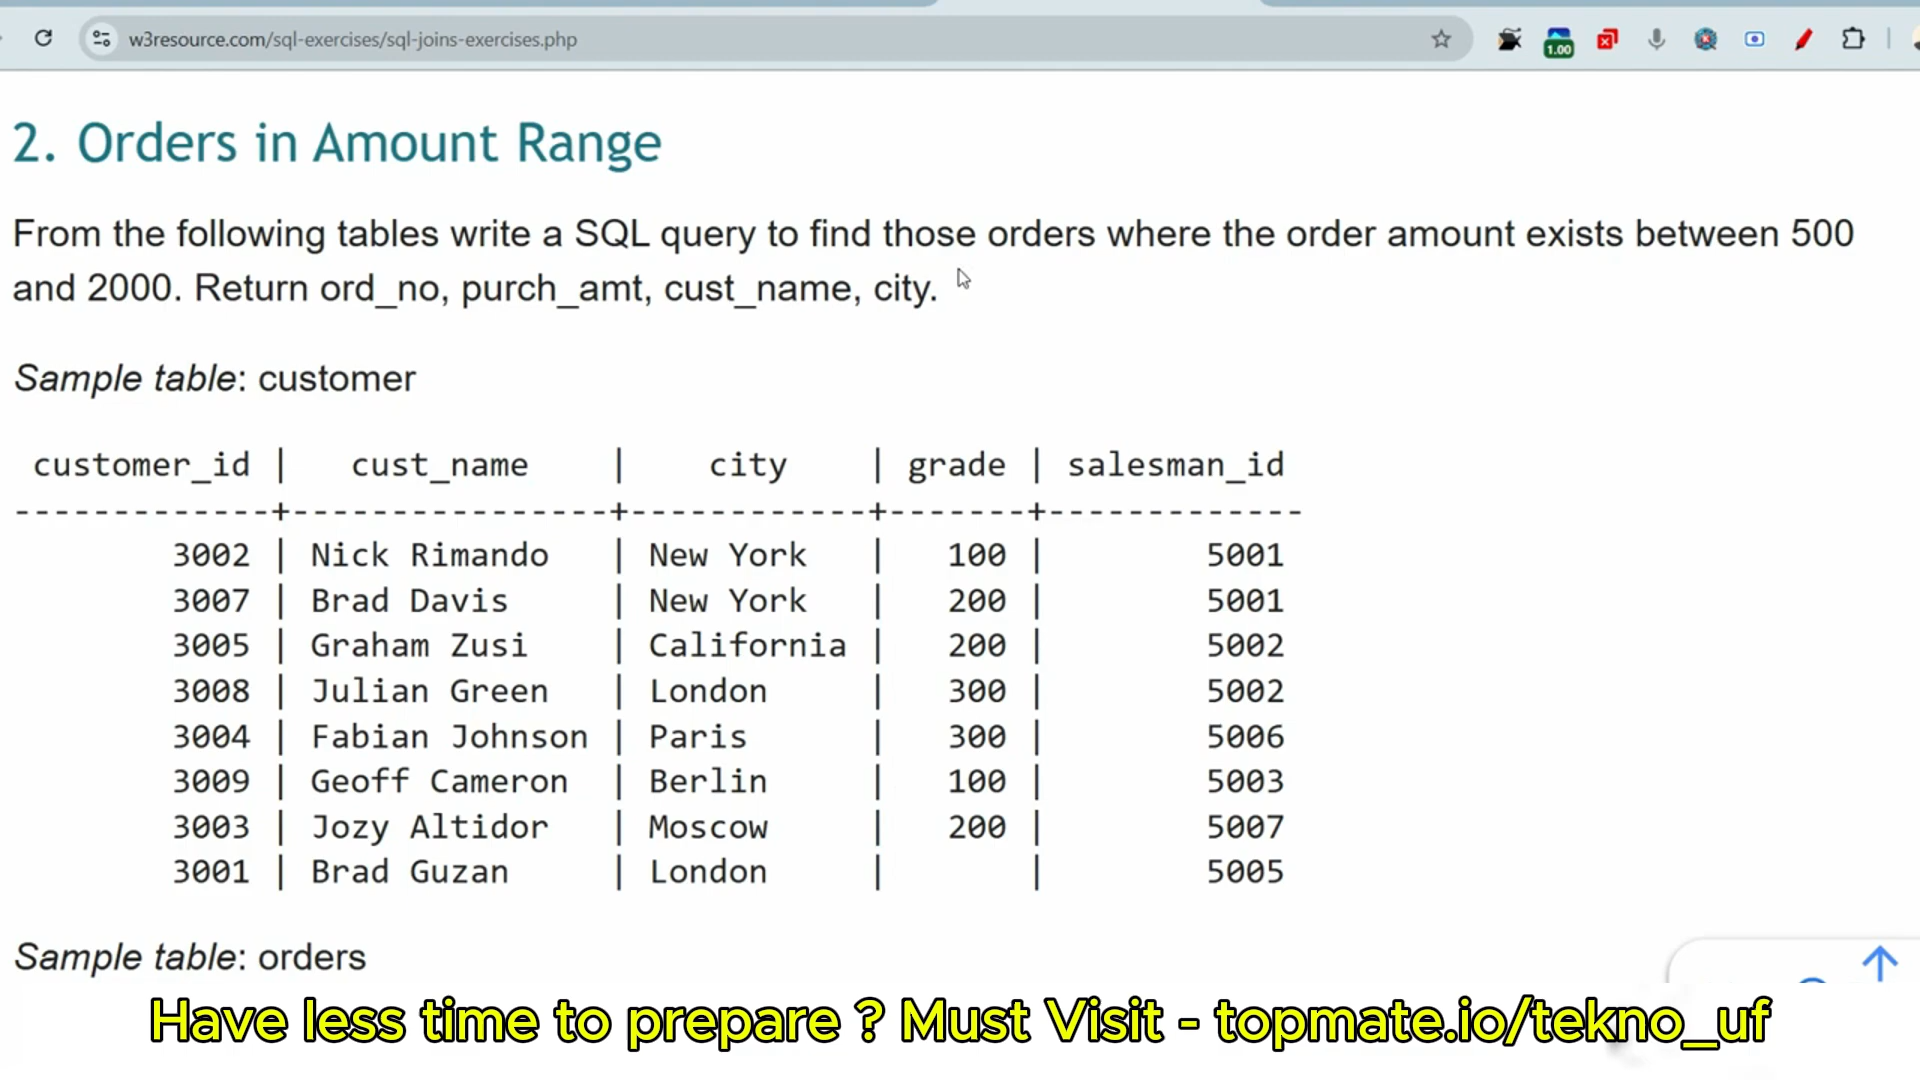 w3resource.com/sql-exercises/sql-joins-exercises.php
1.00
2. Orders in Amount Range
From the following tables write a SQL query to find those orders where the order amount exists between 500
and 2000. Return ord_no, purch_amt, cust_name, city.
Sample table: customer
customer_id | cust_name | city | grade | salesman_id
-------------+----------------+------------+-------+-------------
3002 | Nick Rimando | New York | 100 | 5001
3007 | Brad Davis | New York | 200 | 5001
3005 | Graham Zusi | California | 200 | 5002
3008 | Julian Green | London | 300 | 5002
3004 | Fabian Johnson | Paris | 300 | 5006
3009 | Geoff Cameron | Berlin | 100 | 5003
3003 | Jozy Altidor | Moscow | 200 | 5007
3001 | Brad Guzan | London | | 5005
Sample table: orders
Have less time to prepare ? Must Visit - topmate.io/tekno_uf